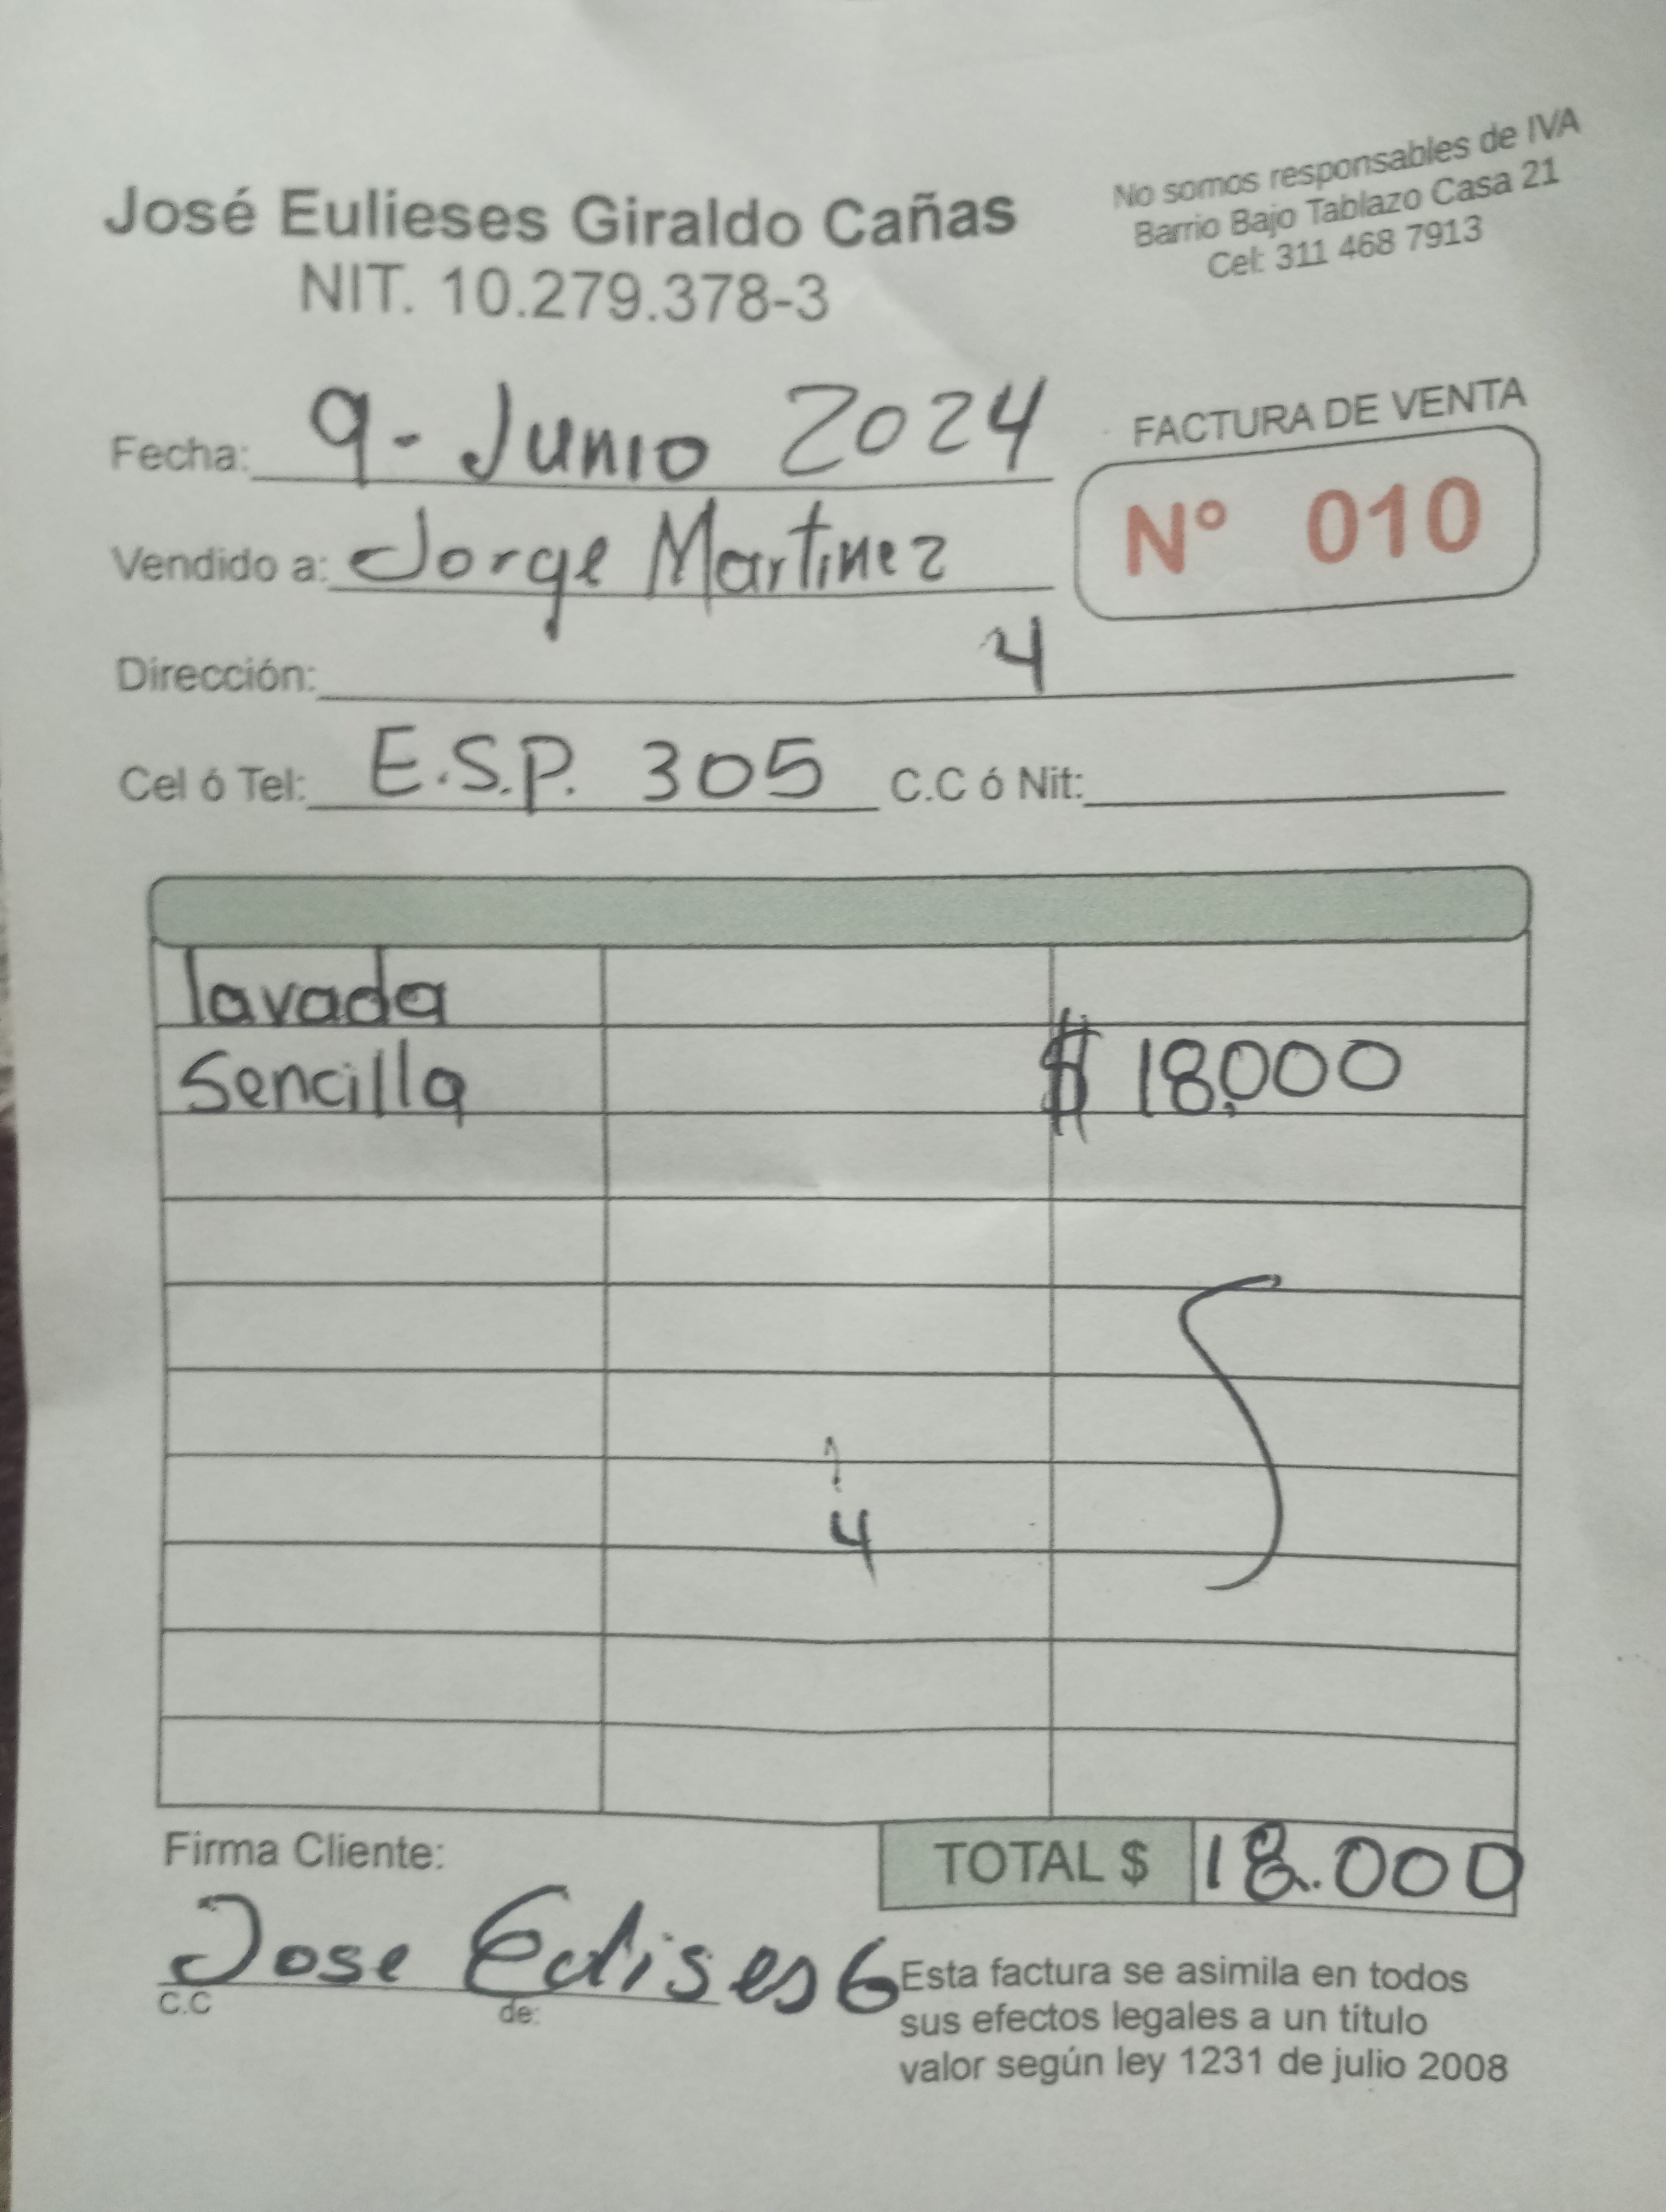 José Eulieses Giraldo Cañas
NIT. 10.279.378-3
No somos responsables de IVA
Barrio Bajo Tablazo Casa 21
Cel: 311 468 7913
Fecha: 9-Junio 2024
FACTURA DE VENTA
N° 010
Vendido a: Jorge Martinez
Dirección: 4
Cel ó Tel: E.S.P. 305 C.C ó Nit:
lavada
Sencilla $ 18,000
4
Firma Cliente:
TOTAL $ 18.000
Jose Eulises G
C.C de:
Esta factura se asimila en todos
sus efectos legales a un titulo
valor según ley 1231 de julio 2008